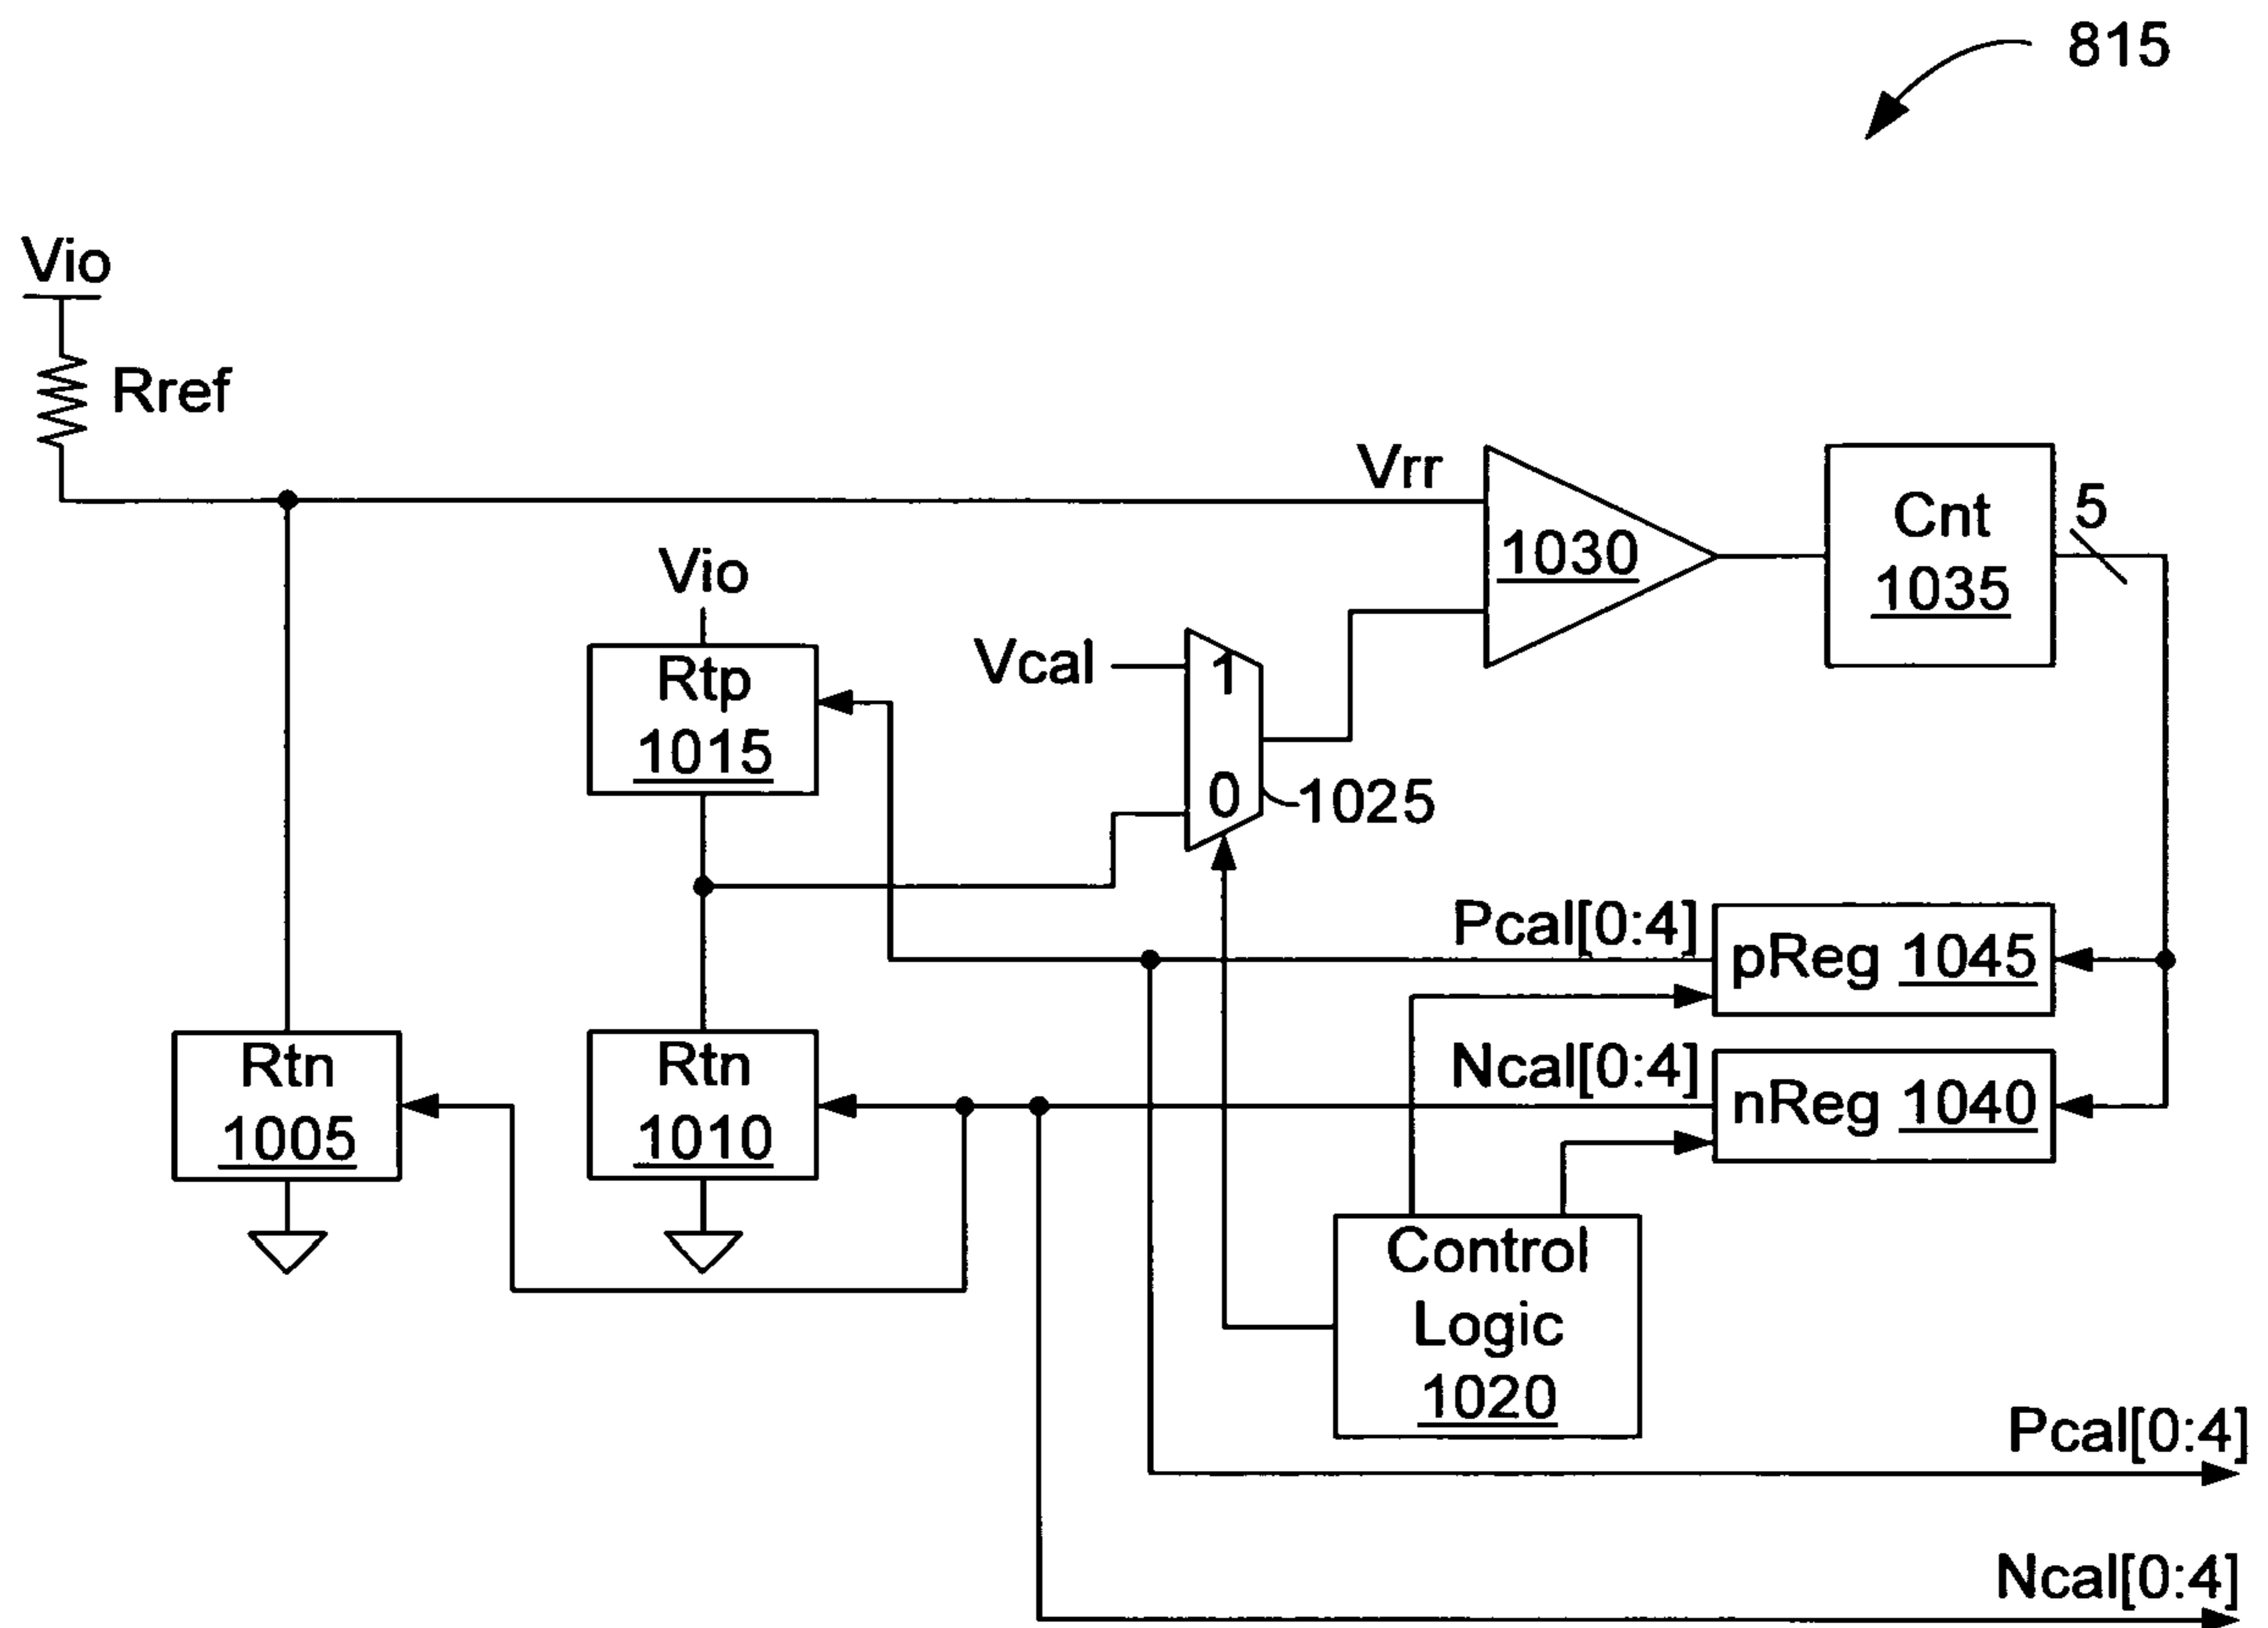 815
Vio
Rref
Vrr
1030
Cnt
1035
5
Vio
Rtp
1015
Vcal
1
0
1025
Pcal[0:4]
pReg 1045
Ncal[0:4]
nReg 1040
Rtn
1005
Rtn
1010
Control
Logic
1020
Pcal[0:4]
Ncal[0:4]